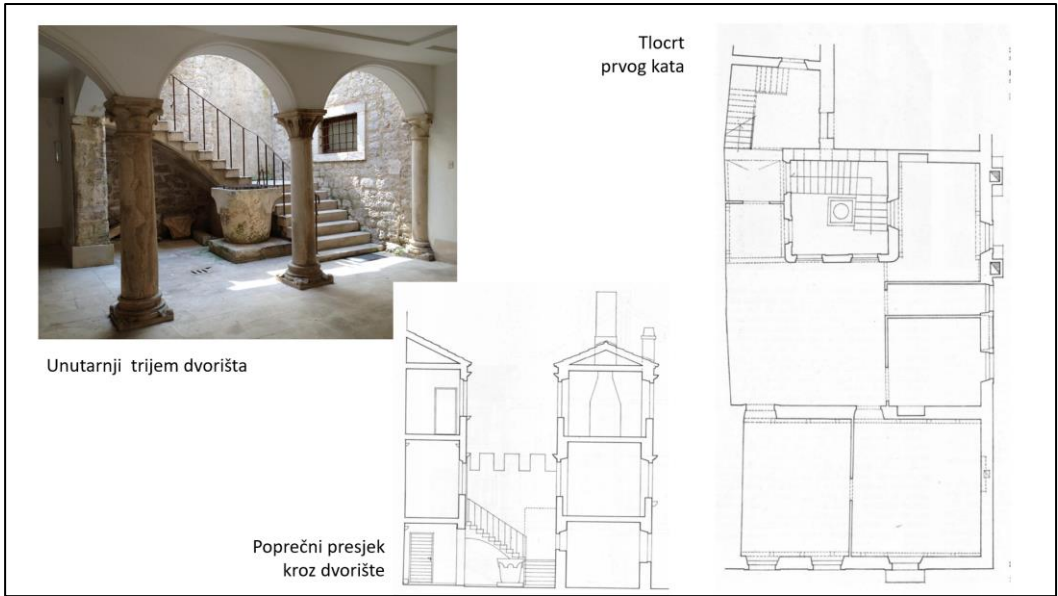 Tlocrt
prvog kata
Unutarnji trijem dvorišta
Poprečni presjek
kroz dvorište